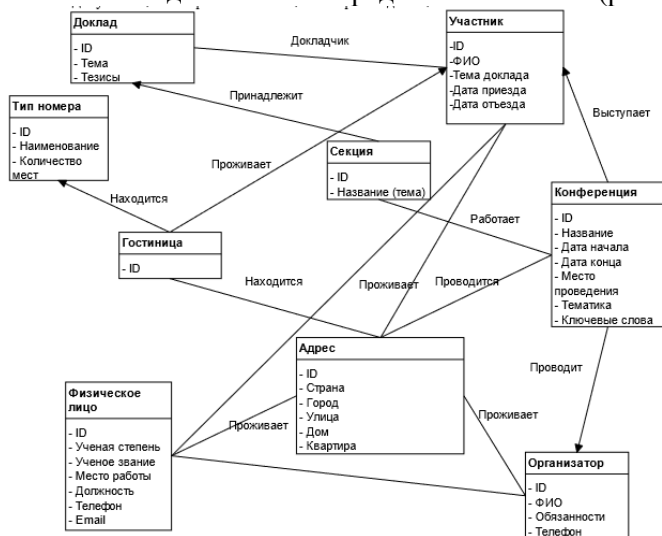 Доклад
- ID
- Тема
- Тезисы
Докладчик
Участник
-ID
-ФИО
-Тема доклада
-Дата приезда
-Дата отъезда
Принадлежит
Тип номера
- ID
- Наименование
- Количество
мест
Проживает
Выступает
Секция
- ID
- Название (тема)
Находится
Работает
Конференция
- ID
- Название
- Дата начала
- Дата конца
- Место
проведения
- Тематика
- Ключевые слова
Гостиница
- ID
Находится
Проживает
Проводится
Адрес
- ID
- Страна
- Город
- Улица
- Дом
- Квартира
Проводит
Физическое
лицо
- ID
- Ученая степень
- Ученое звание
- Место работы
- Должность
- Телефон
- Email
Проживает
Проживает
Организатор
- ID
- ФИО
- Обязанности
- Телефон